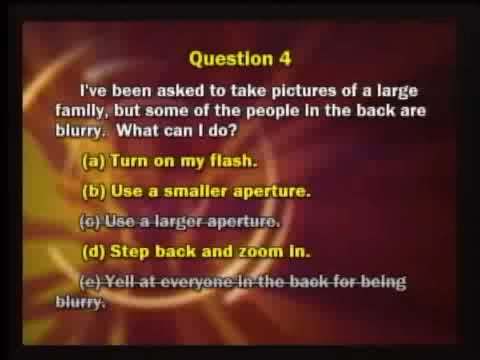 Question 4
I've been asked to take pictures of a large
family, but some of the people in the back are
blurry. What can I do?
(a) Turn on my flash.
(b) Use a smaller aperture.
(c) Use a larger aperture.
(d) Step back and zoom in.
(e) Yell at everyone in the back for being
blurry.